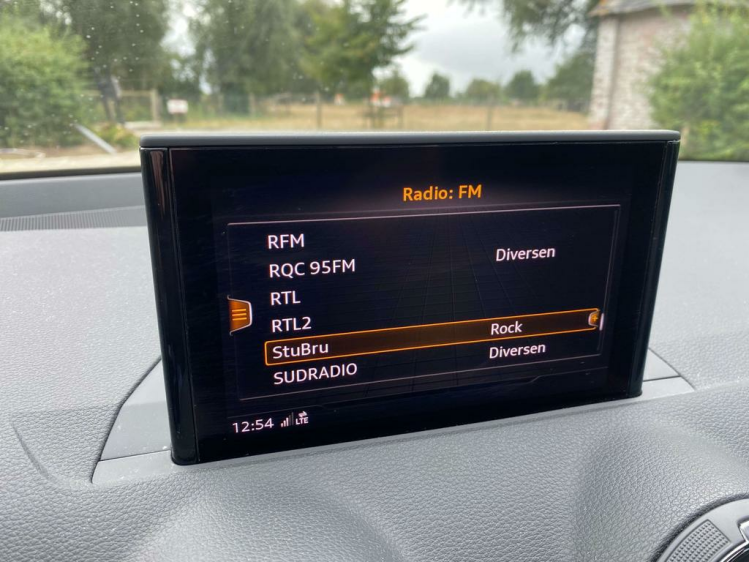 Radio: FM
RFM
RQC 95FM Diversen
RTL
RTL2
StuBru Rock
SUDRADIO Diversen
12:54 LTE